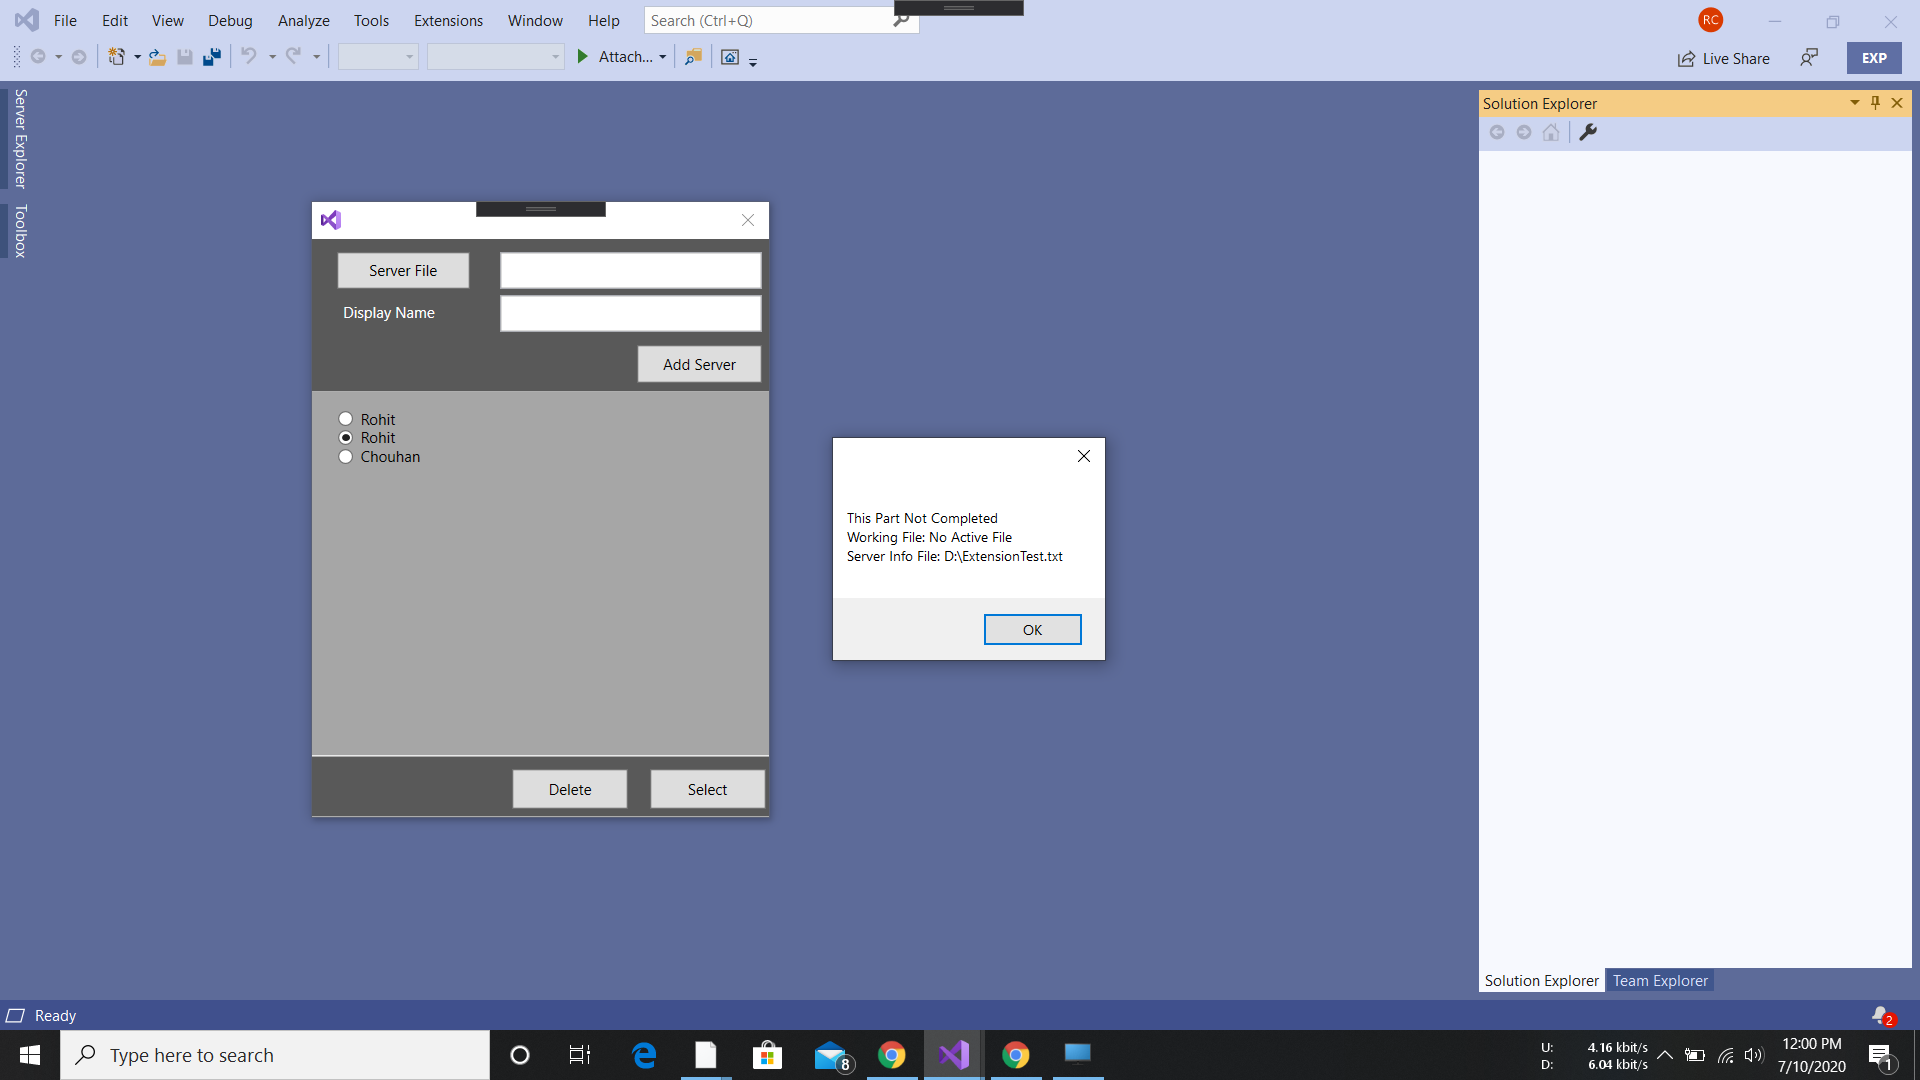 File Edit View Debug Analyze Tools Extensions Window Help Search (Ctrl+Q) RC
Attach... Live Share EXP
Server Explorer
Toolbox
Solution Explorer
Server File
Display Name
Add Server
Rohit
Rohit
Chouhan
Delete Select
This Part Not Completed
Working File: No Active File
Server Info File: D:\ExtensionTest.txt
OK
Solution Explorer Team Explorer
Ready 2
Type here to search
8
U: 4.16 kbit/s
D: 6.04 kbit/s
12:00 PM
7/10/2020
1